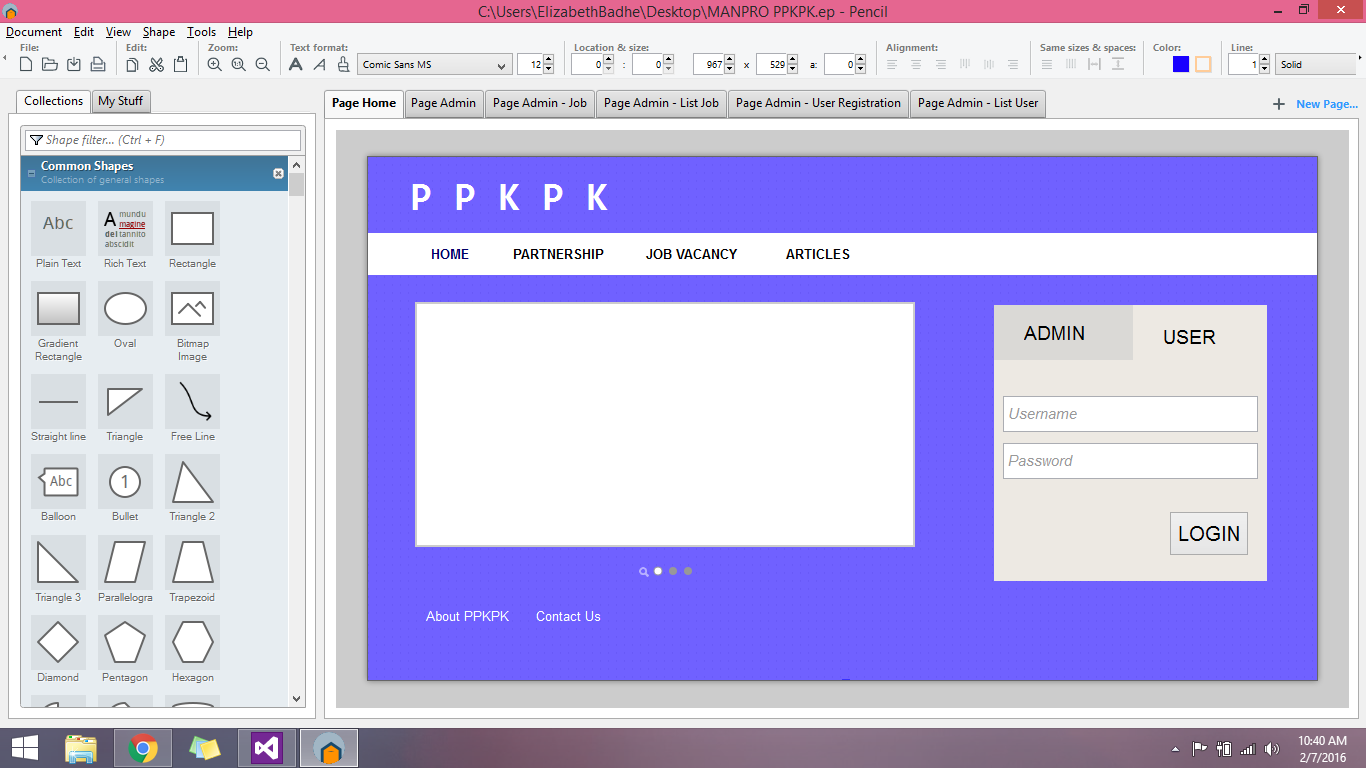 C:\Users\ElizabethBadhe\Desktop\MANPRO PPKPK.ep - Pencil
Document Edit View Shape Tools Help
File: Edit: Zoom: Text format: Location & size: Alignment: Same sizes & spaces: Color: Line:
1:1 Comic Sans MS 12 0 : 0 967 x 529 a: 0 1 Solid
Collections My Stuff
Page Home Page Admin Page Admin - Job Page Admin - List Job Page Admin - User Registration Page Admin - List User New Page...
Shape filter... (Ctrl + F)
Common Shapes
Collection of general shapes
Abc
A mundu
magine
del tannito
abscidit
Plain Text Rich Text Rectangle
Gradient Rectangle Oval Bitmap Image
Straight line Triangle Free Line
Abc 1
Balloon Bullet Triangle 2
Triangle 3 Parallelogra Trapezoid
Diamond Pentagon Hexagon
P P K P K
HOME PARTNERSHIP JOB VACANCY ARTICLES
ADMIN USER
Username
Password
LOGIN
About PPKPK Contact Us
10:40 AM
2/7/2016